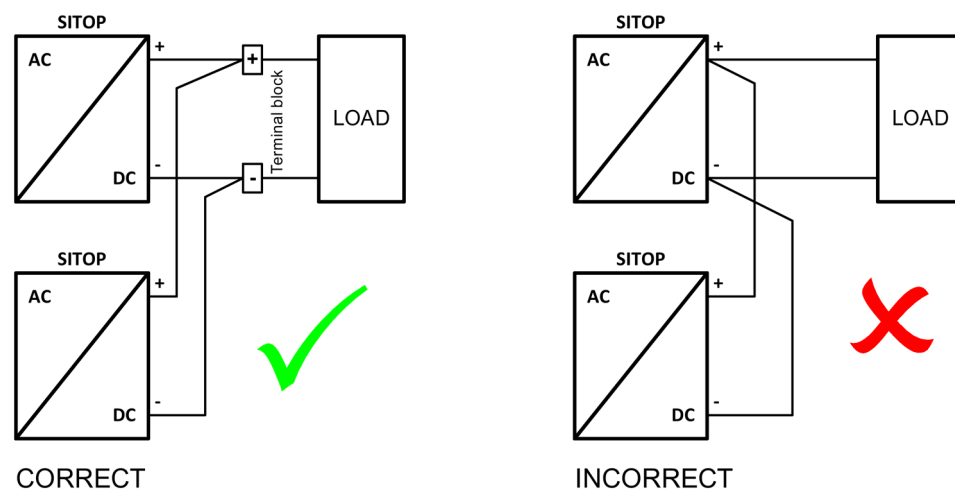 SITOP
AC
+
-
DC
+
-
Terminal block
LOAD
SITOP
AC
+
-
DC
CORRECT
SITOP
AC
+
-
DC
LOAD
SITOP
AC
+
-
DC
INCORRECT